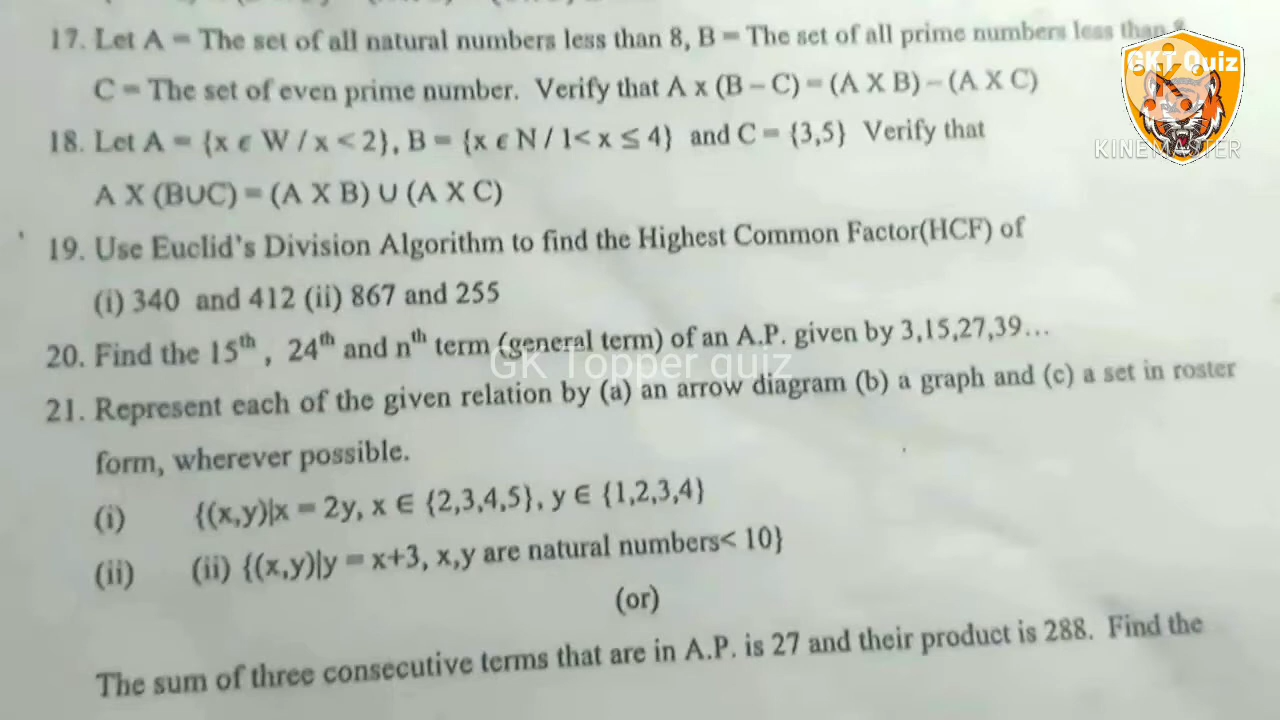 17. Let A = The set of all natural numbers less than 8, B = The set of all prime numbers less than 8
C = The set of even prime number. Verify that A x (B – C) = (A X B) – (A X C)
18. Let A = {x ϵ W / x < 2}, B = {x ϵ N / 1< x ≤ 4} and C = {3,5} Verify that
A X (B∪C) = (A X B) ∪ (A X C)
19. Use Euclid's Division Algorithm to find the Highest Common Factor(HCF) of
(i) 340 and 412 (ii) 867 and 255
20. Find the 15th , 24th and nth term (general term) of an A.P. given by 3,15,27,39...
21. Represent each of the given relation by (a) an arrow diagram (b) a graph and (c) a set in roster
form, wherever possible.
(i) {(x,y)|x = 2y, x ∈ {2,3,4,5}, y ∈ {1,2,3,4}
(ii) (ii) {(x,y)|y = x+3, x,y are natural numbers< 10}
(or)
The sum of three consecutive terms that are in A.P. is 27 and their product is 288. Find the
GKT Quiz
KINEMASTER
GK Topper quiz